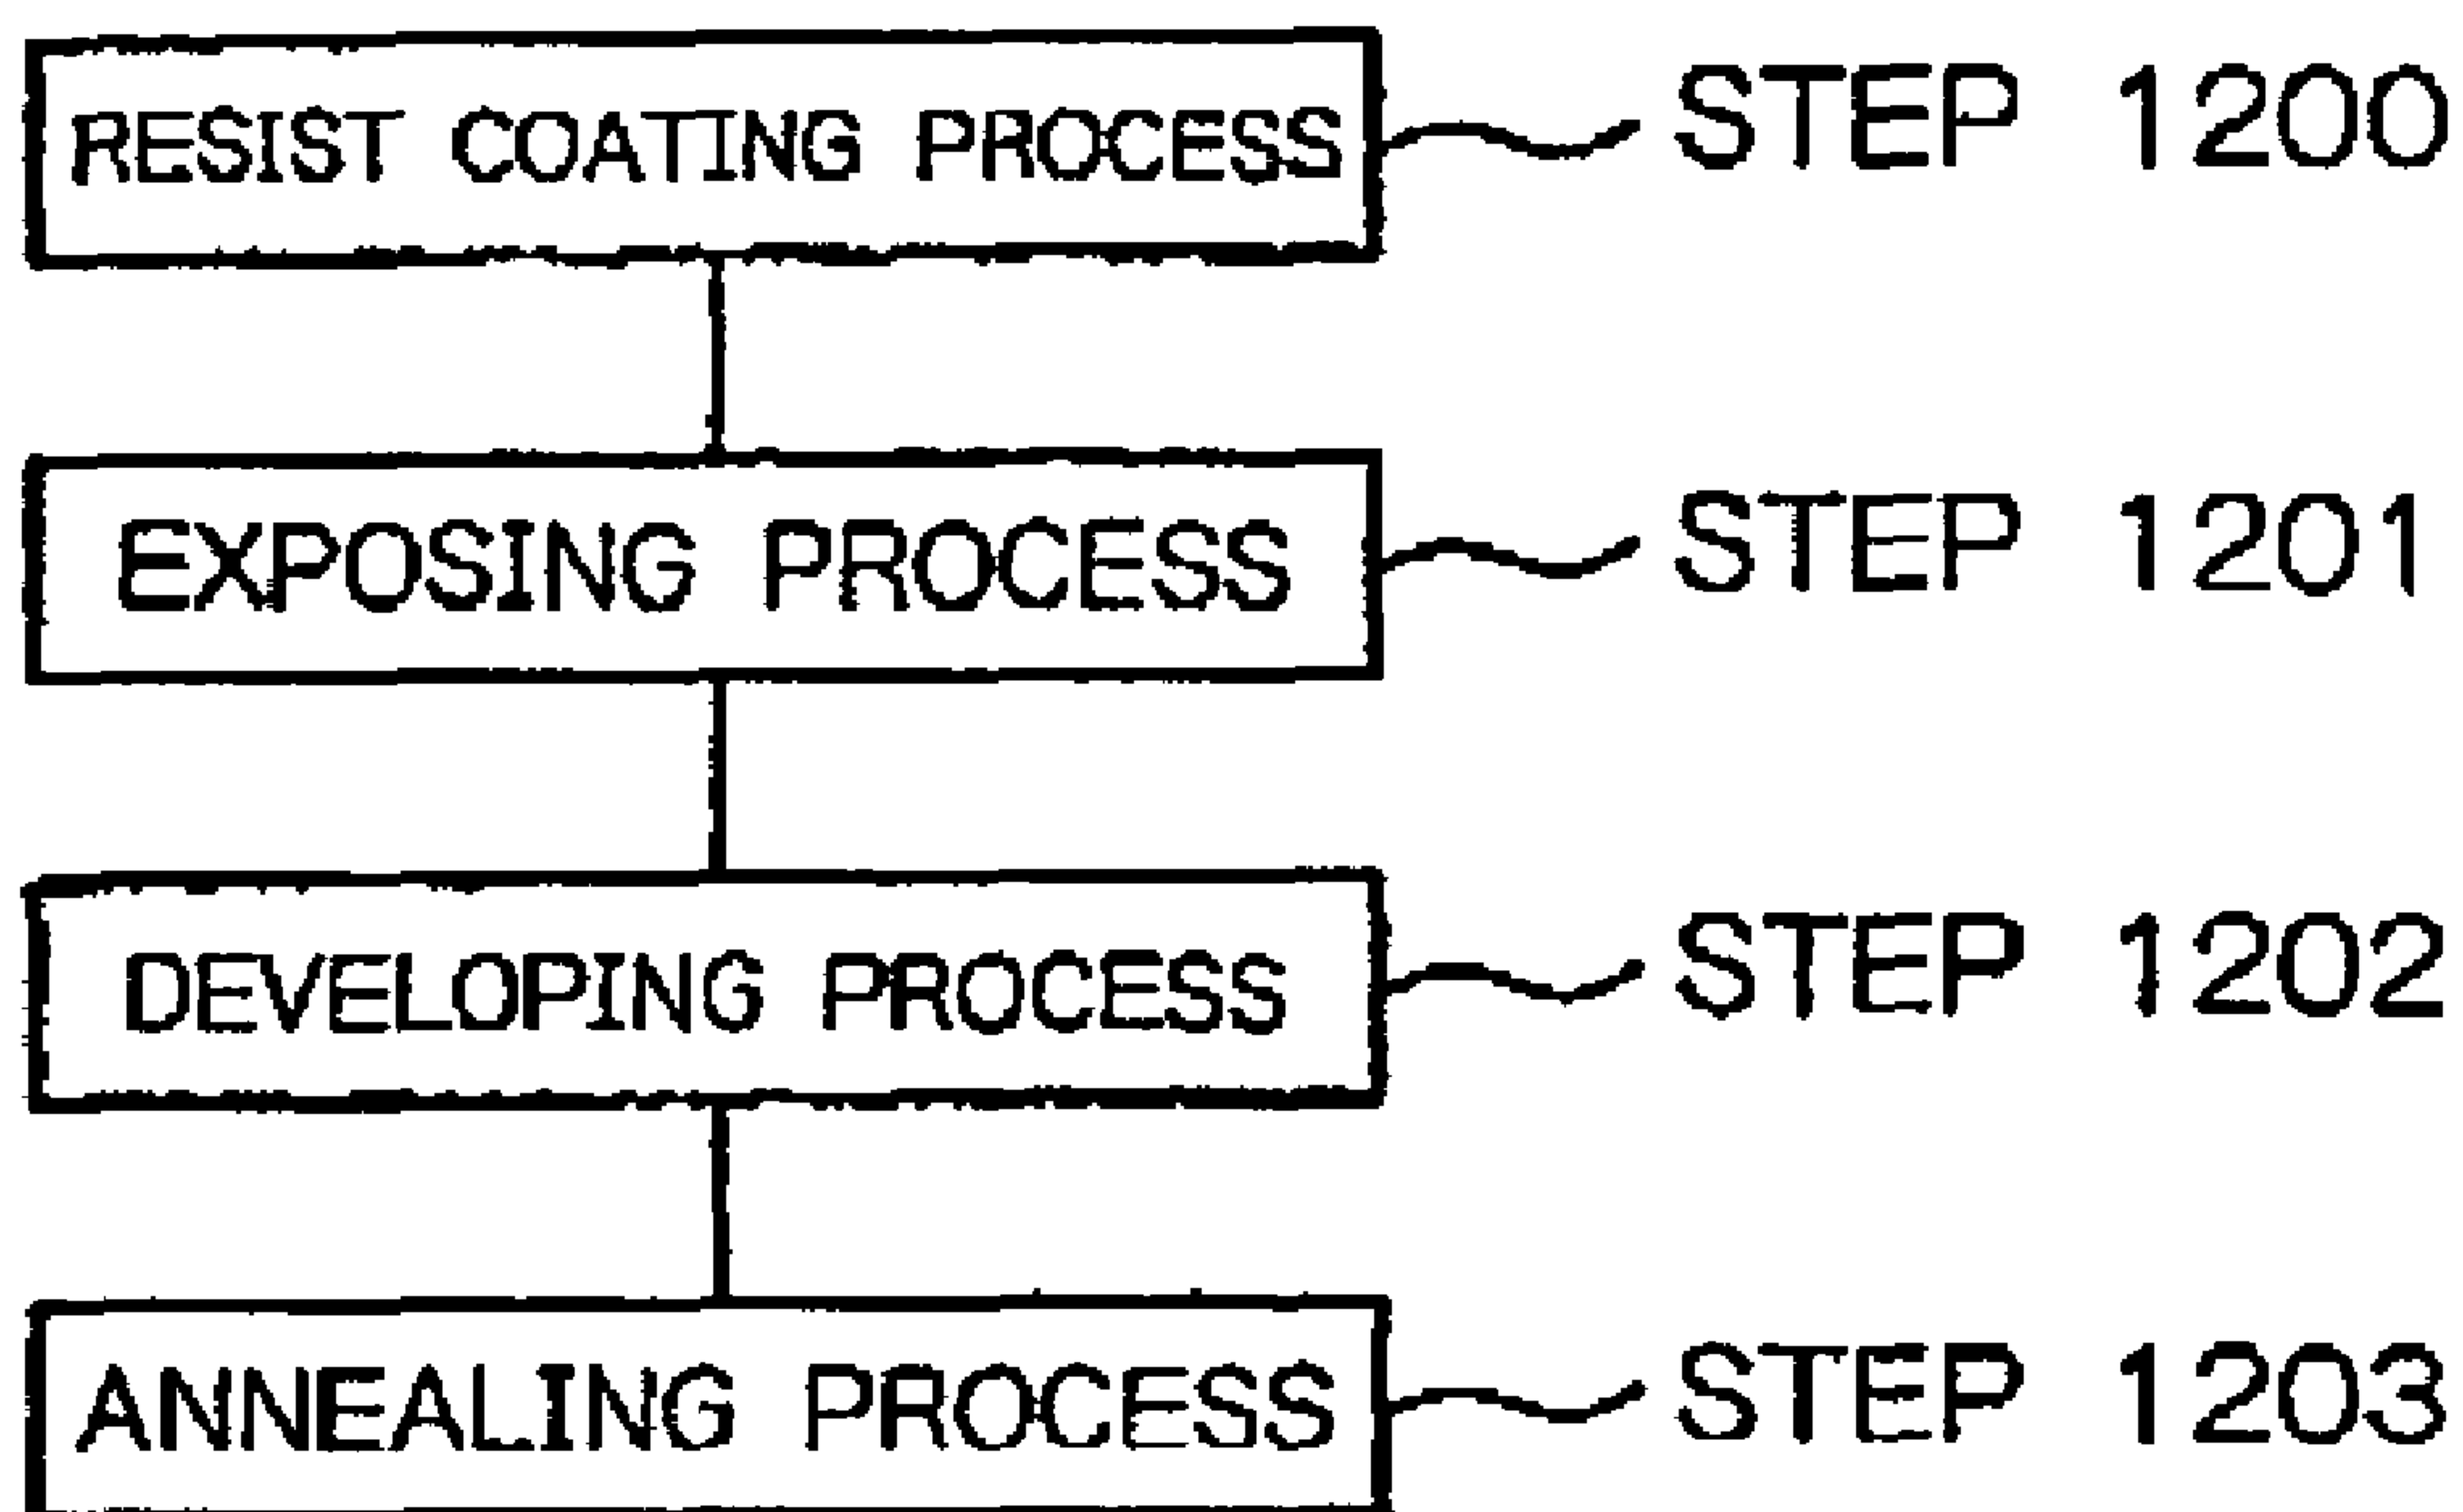 RESIST COATING PROCESS STEP 1200
EXPOSING PROCESS STEP 1201
DEVELOPING PROCESS STEP 1202
ANNEALING PROCESS STEP 1203